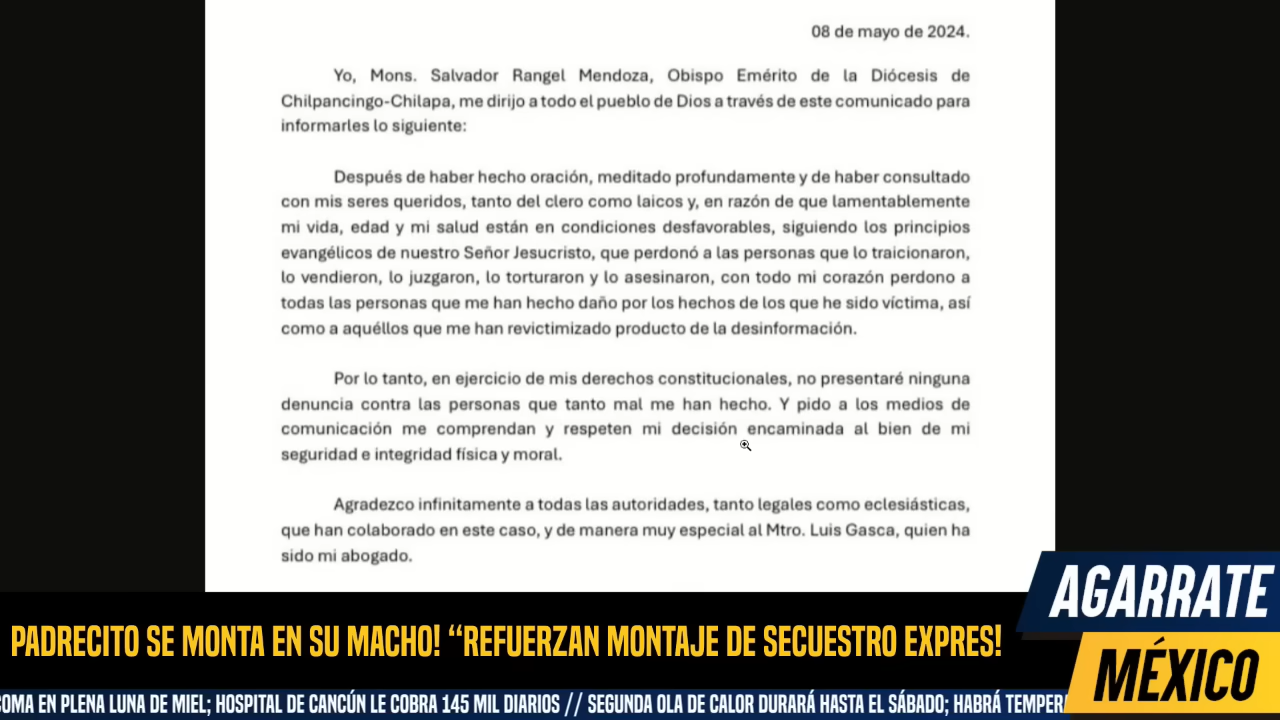 08 de mayo de 2024.
Yo, Mons. Salvador Rangel Mendoza, Obispo Emérito de la Diócesis de
Chilpancingo-Chilapa, me dirijo a todo el pueblo de Dios a través de este comunicado para
informarles lo siguiente:
Después de haber hecho oración, meditado profundamente y de haber consultado
con mis seres queridos, tanto del clero como laicos y, en razón de que lamentablemente
mi vida, edad y mi salud están en condiciones desfavorables, siguiendo los principios
evangélicos de nuestro Señor Jesucristo, que perdonó a las personas que lo traicionaron,
lo vendieron, lo juzgaron, lo torturaron y lo asesinaron, con todo mi corazón perdono a
todas las personas que me han hecho daño por los hechos de los que he sido víctima, así
como a aquéllos que me han revictimizado producto de la desinformación.
Por lo tanto, en ejercicio de mis derechos constitucionales, no presentaré ninguna
denuncia contra las personas que tanto mal me han hecho. Y pido a los medios de
comunicación me comprendan y respeten mi decisión encaminada al bien de mi
seguridad e integridad física y moral.
Agradezco infinitamente a todas las autoridades, tanto legales como eclesiásticas,
que han colaborado en este caso, y de manera muy especial al Mtro. Luis Gasca, quien ha
sido mi abogado.
AGARRATE
MÉXICO
PADRECITO SE MONTA EN SU MACHO! “REFUERZAN MONTAJE DE SECUESTRO EXPRES!
COMA EN PLENA LUNA DE MIEL; HOSPITAL DE CANCÚN LE COBRA 145 MIL DIARIOS // SEGUNDA OLA DE CALOR DURARÁ HASTA EL SÁBADO; HABRÁ TEMPER